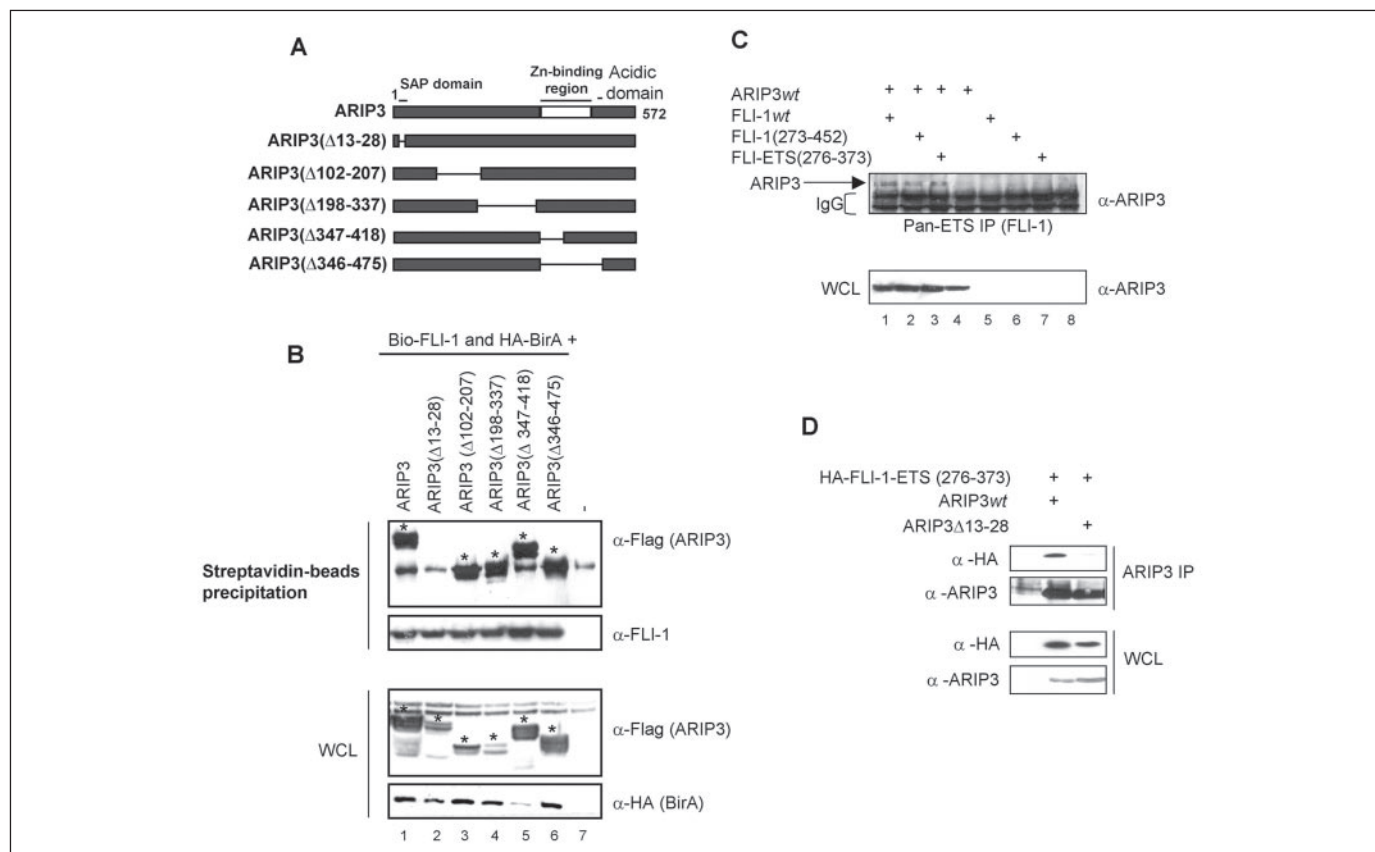 A
SAP domain
Zn-binding region
Acidic domain
1
ARIP3
572
ARIP3(Δ13-28)
ARIP3(Δ102-207)
ARIP3(Δ198-337)
ARIP3(Δ347-418)
ARIP3(Δ346-475)
B
Bio-FLI-1 and HA-BirA +
ARIP3
ARIP3(Δ13-28)
ARIP3 (Δ102-207)
ARIP3(Δ198-337)
ARIP3(Δ 347-418)
ARIP3(Δ346-475)
-
* * * * *
Streptavidin-beads
precipitation
α-Flag (ARIP3)
α-FLI-1
WCL
* * * * * *
α-Flag (ARIP3)
α-HA (BirA)
1 2 3 4 5 6 7
C
ARIP3wt + + + +
FLI-1wt + +
FLI-1(273-452) + +
FLI-ETS(276-373) + +
ARIP3
IgG
α-ARIP3
Pan-ETS IP (FLI-1)
WCL
α-ARIP3
1 2 3 4 5 6 7 8
D
HA-FLI-1-ETS (276-373) + +
ARIP3wt +
ARIP3Δ13-28 +
α -HA
α -ARIP3
ARIP3 IP
α -HA
α -ARIP3
WCL